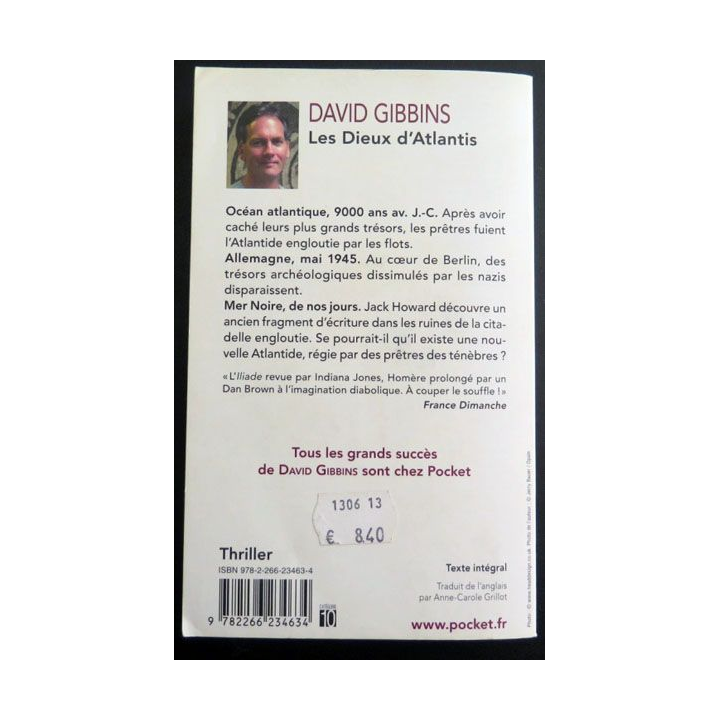 DAVID GIBBINS
Les Dieux d'Atlantis
Océan atlantique, 9000 ans av. J.-C. Après avoir
caché leurs plus grands trésors, les prêtres fuient
l'Atlantide engloutie par les flots.
Allemagne, mai 1945. Au cœur de Berlin, des
trésors archéologiques dissimulés par les nazis
disparaissent.
Mer Noire, de nos jours. Jack Howard découvre un
ancien fragment d'écriture dans les ruines de la cita-
delle engloutie. Se pourrait-il qu'il existe une nou-
velle Atlantide, régie par des prêtres des ténèbres ?
« L'Iliade revue par Indiana Jones, Homère prolongé par un
Dan Brown à l'imagination diabolique. À couper le souffle ! »
France Dimanche
Tous les grands succès
de DAVID GIBBINS sont chez Pocket
1306 13
€ 8.40
Thriller
ISBN 978-2-266-23463-4
9 782266 234634
10
Texte intégral
Traduit de l'anglais
par Anne-Carole Grillot
www.pocket.fr